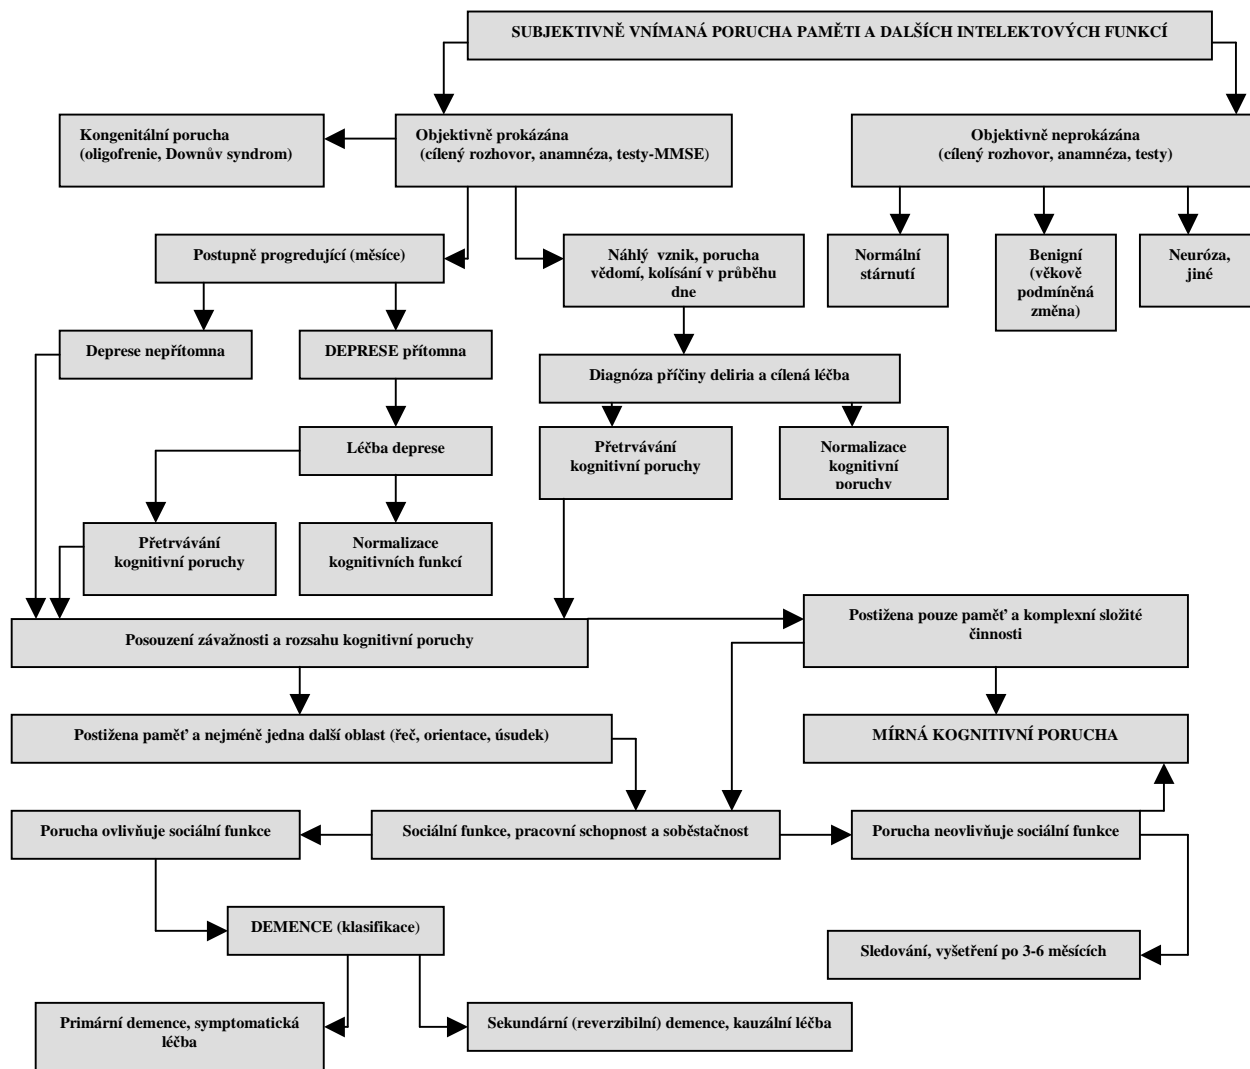 SUBJEKTIVNĚ VNÍMANÁ PORUCHA PAMĚTI A DALŠÍCH INTELEKTOVÝCH FUNKCÍ
Kongenitální porucha
(oligofrenie, Downův syndrom)
Objektivně prokázána
(cílený rozhovor, anamnéza, testy-MMSE)
Objektivně neprokázána
(cílený rozhovor, anamnéza, testy)
Postupně progredující (měsíce)
Náhlý vznik, porucha
vědomí, kolísání v průběhu
dne
Normální
stárnutí
Benigní
(věkově
podmíněná
změna)
Neuróza,
jiné
Deprese nepřítomna
DEPRESE přítomna
Diagnóza příčiny deliria a cílená léčba
Léčba deprese
Přetrvávání
kognitivní poruchy
Normalizace
kognitivní
poruchy
Přetrvávání
kognitivní poruchy
Normalizace
kognitivních funkcí
Posouzení závažnosti a rozsahu kognitivní poruchy
Postižena pouze paměť a komplexní složité
činnosti
Postižena paměť a nejméně jedna další oblast (řeč, orientace, úsudek)
MÍRNÁ KOGNITIVNÍ PORUCHA
Porucha ovlivňuje sociální funkce
Sociální funkce, pracovní schopnost a soběstačnost
Porucha neovlivňuje sociální funkce
DEMENCE (klasifikace)
Sledování, vyšetření po 3-6 měsících
Primární demence, symptomatická
léčba
Sekundární (reverzibilní) demence, kauzální léčba